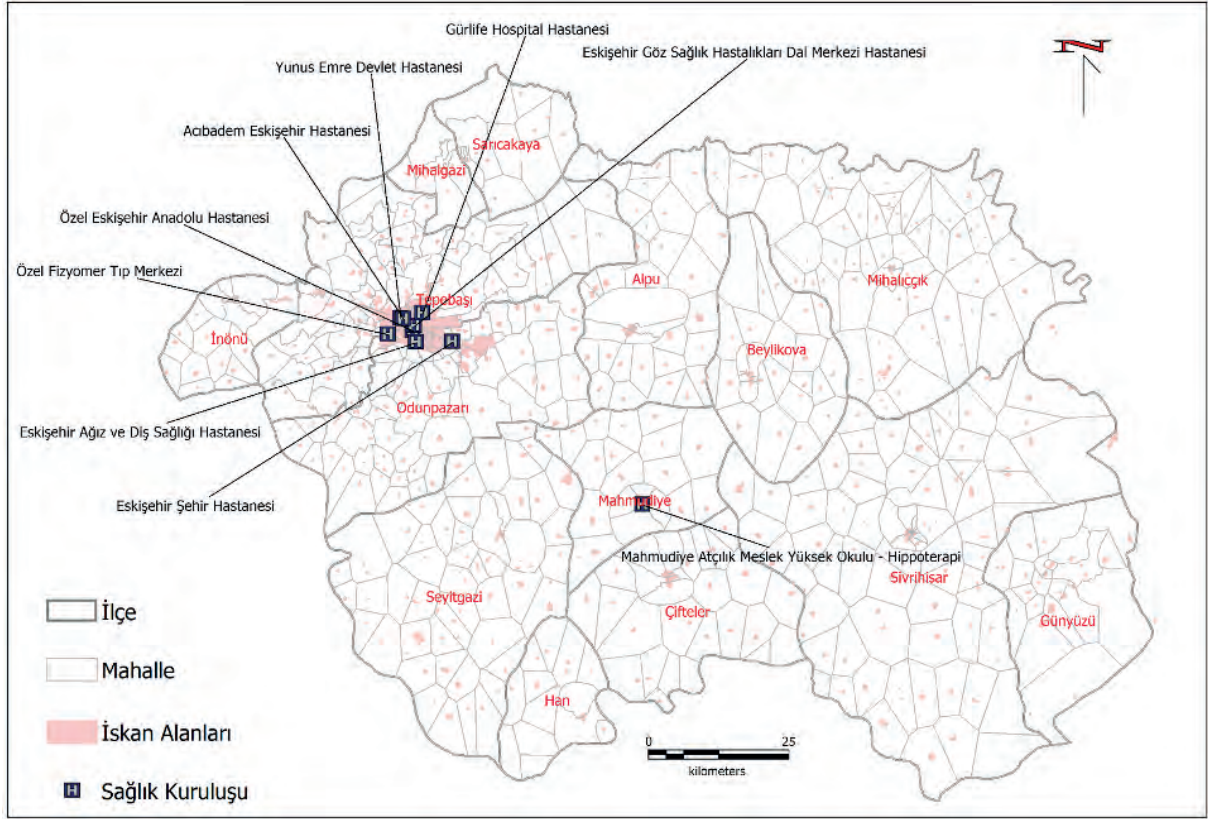 Gürlife Hospital Hastanesi
Eskişehir Göz Sağlık Hastalıkları Dal Merkezi Hastanesi
Yunus Emre Devlet Hastanesi
N
Acıbadem Eskişehir Hastanesi
Sarıcakaya
Mihalgazi
Özel Eskişehir Anadolu Hastanesi
Özel Fizyomer Tıp Merkezi
Alpu
Mihalıççık
Tepebaşı
İnönü
Beylikova
Odunpazarı
Eskişehir Ağız ve Diş Sağlığı Hastanesi
Eskişehir Şehir Hastanesi
Mahmudiye
Mahmudiye Atçılık Meslek Yüksek Okulu - Hippoterapi
Sivrihisar
Seyitgazi
Çifteler
Günyüzü
Han
İlçe
Mahalle
İskan Alanları
Sağlık Kuruluşu
0 25
kilometers